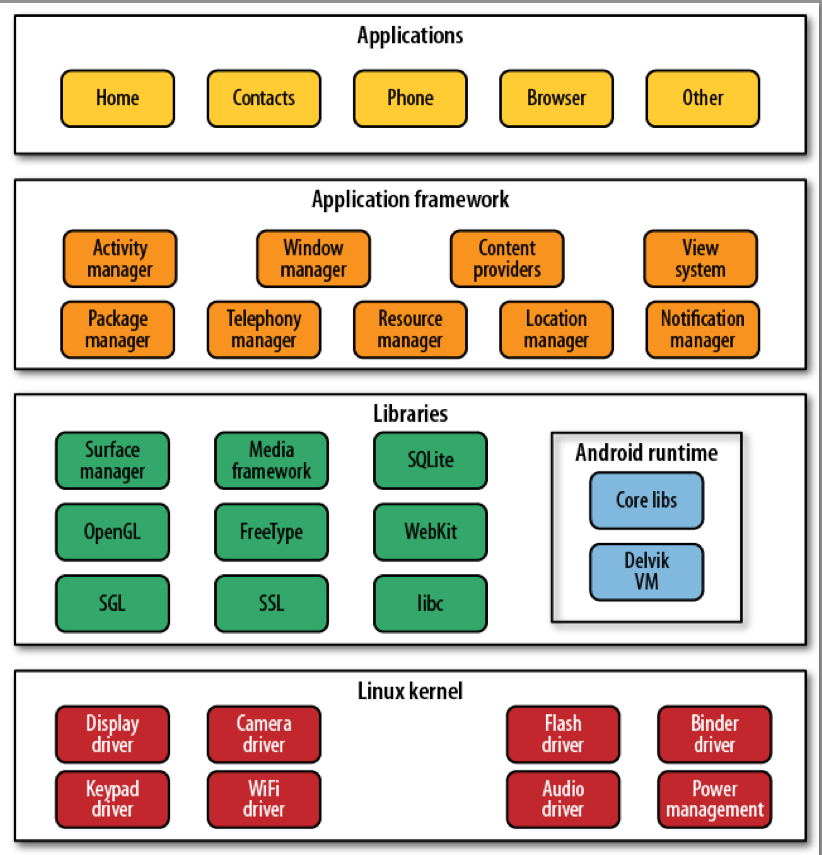 Applications
Home
Contacts
Phone
Browser
Other
Application framework
Activity
manager
Window
manager
Content
providers
View
system
Package
manager
Telephony
manager
Resource
manager
Location
manager
Notification
manager
Libraries
Surface
manager
Media
framework
SQLite
OpenGL
FreeType
WebKit
SGL
SSL
libc
Android runtime
Core libs
Delvik
VM
Linux kernel
Display
driver
Camera
driver
Flash
driver
Binder
driver
Keypad
driver
WiFi
driver
Audio
driver
Power
management